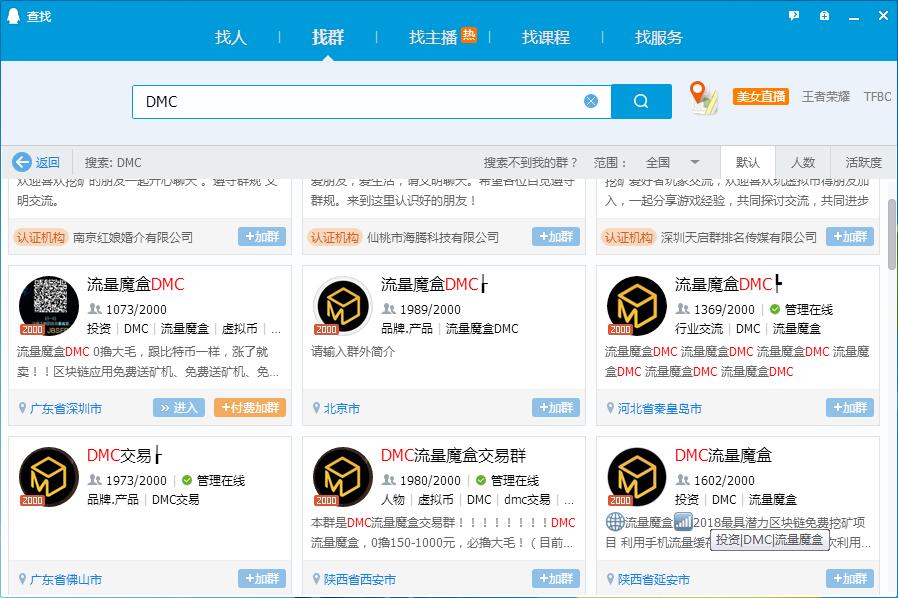 查找
找人
找群
找主播 热
找课程
找服务
DMC
美女直播
王者荣耀
TFBC
返回
搜索: DMC
搜索不到我的群？
范围：
全国
默认
人数
活跃度
欢迎喜欢挖矿的朋友一起开心聊天 。遵守群规 文
明交流。
认证机构 南京红娘婚介有限公司
+加群
爱朋友，爱生活，请文明聊天。希望各位自觉遵守
群规。来到这里认识好的朋友！
认证机构 仙桃市海腾科技有限公司
+加群
挖矿爱好者玩家交流，欢迎喜欢玩虚拟币得朋友加
入，一起分享游戏经验，共同探讨交流，共同进步
认证机构 深圳天启群排名传媒有限公司
+加群
2000
流量魔盒DMC
1073/2000
投资 | DMC | 流量魔盒 | 虚拟币 | ...
流量魔盒DMC 0撸大毛，跟比特币一样，涨了就
卖！！区块链应用免费送矿机、免费送矿机、免...
广东省深圳市
进入
+付费加群
2000
流量魔盒DMC┟
1989/2000
品牌.产品 | 流量魔盒DMC
请输入群外简介
北京市
+加群
2000
流量魔盒DMC┡
1369/2000 | 管理在线
行业交流 | DMC | 流量魔盒
流量魔盒DMC 流量魔盒DMC 流量魔盒DMC 流量魔
盒DMC 流量魔盒DMC 流量魔盒DMC
河北省秦皇岛市
+加群
2000
DMC交易┟
1973/2000 | 管理在线
品牌.产品 | DMC交易
广东省佛山市
+加群
2000
DMC流量魔盒交易群
1980/2000 | 管理在线
人物 | 虚拟币 | DMC | dmc交易 | ...
本群是DMC流量魔盒交易群！！！！！！！！DMC
流量魔盒，0撸150-1000元，必撸大毛！（目前...
陕西省西安市
+加群
2000
DMC流量魔盒
1602/2000
投资 | DMC | 流量魔盒
流量魔盒 2018最具潜力区块链免费挖矿项
目 利用手机流量缓存 次利用...
投资|DMC|流量魔盒
陕西省延安市
+加群